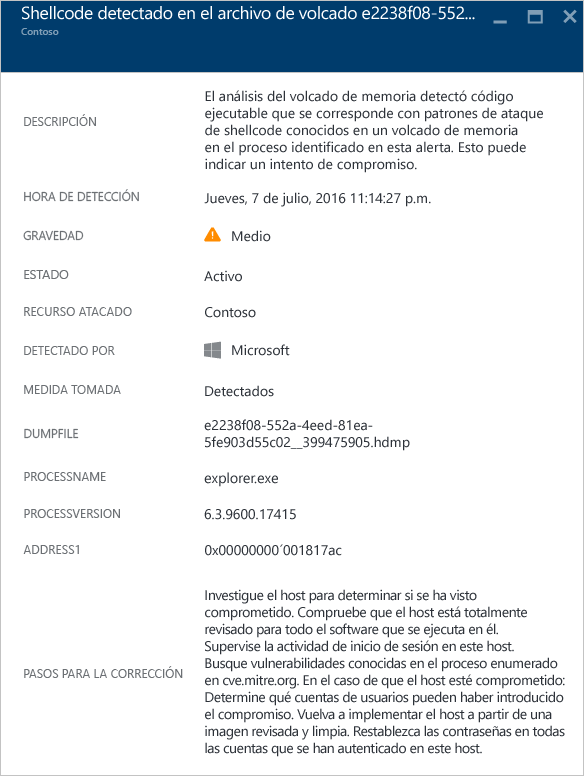 Shellcode detectado en el archivo de volcado e2238f08-552...
Contoso
DESCRIPCIÓN
El análisis del volcado de memoria detectó código
ejecutable que se corresponde con patrones de ataque
de shellcode conocidos en un volcado de memoria
en el proceso identificado en esta alerta. Esto puede
indicar un intento de compromiso.
HORA DE DETECCIÓN
Jueves, 7 de julio, 2016 11:14:27 p.m.
GRAVEDAD
Medio
ESTADO
Activo
RECURSO ATACADO
Contoso
DETECTADO POR
Microsoft
MEDIDA TOMADA
Detectados
DUMPFILE
e2238f08-552a-4eed-81ea-
5fe903d55c02__399475905.hdmp
PROCESSNAME
explorer.exe
PROCESSVERSION
6.3.9600.17415
ADDRESS1
0x00000000´001817ac
PASOS PARA LA CORRECCIÓN
Investigue el host para determinar si se ha visto
comprometido. Compruebe que el host está totalmente
revisado para todo el software que se ejecuta en él.
Supervise la actividad de inicio de sesión en este host.
Busque vulnerabilidades conocidas en el proceso enumerado
en cve.mitre.org. En el caso de que el host esté comprometido:
Determine qué cuentas de usuarios pueden haber introducido
el compromiso. Vuelva a implementar el host a partir de una
imagen revisada y limpia. Restablezca las contraseñas en todas
las cuentas que se han autenticado en este host.